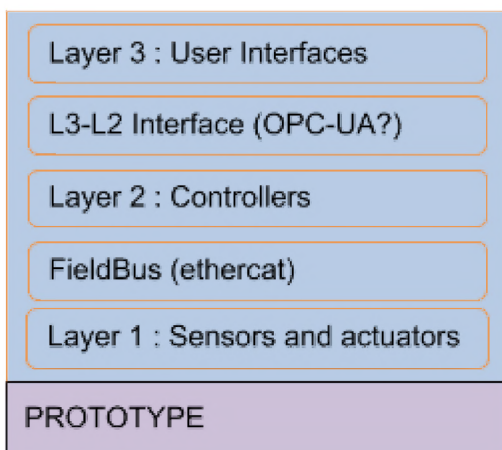 Layer 3 : User Interfaces
L3-L2 Interface (OPC-UA?)
Layer 2 : Controllers
FieldBus (ethercat)
Layer 1 : Sensors and actuators
PROTOTYPE